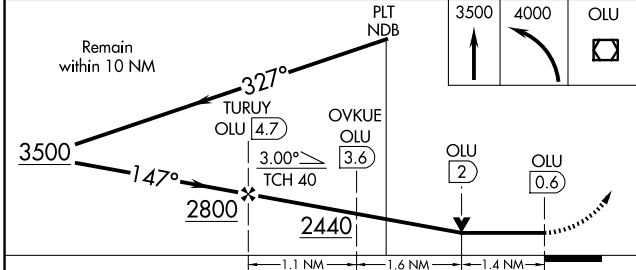 PLT
NDB
3500
4000
OLU
Remain
within 10 NM
327°
TURUY
OLU 4.7
OVKUE
OLU
3.6
3500
147°
3.00°
TCH 40
OLU
2
OLU
0.6
2800
2440
1.1 NM
1.6 NM
1.4 NM